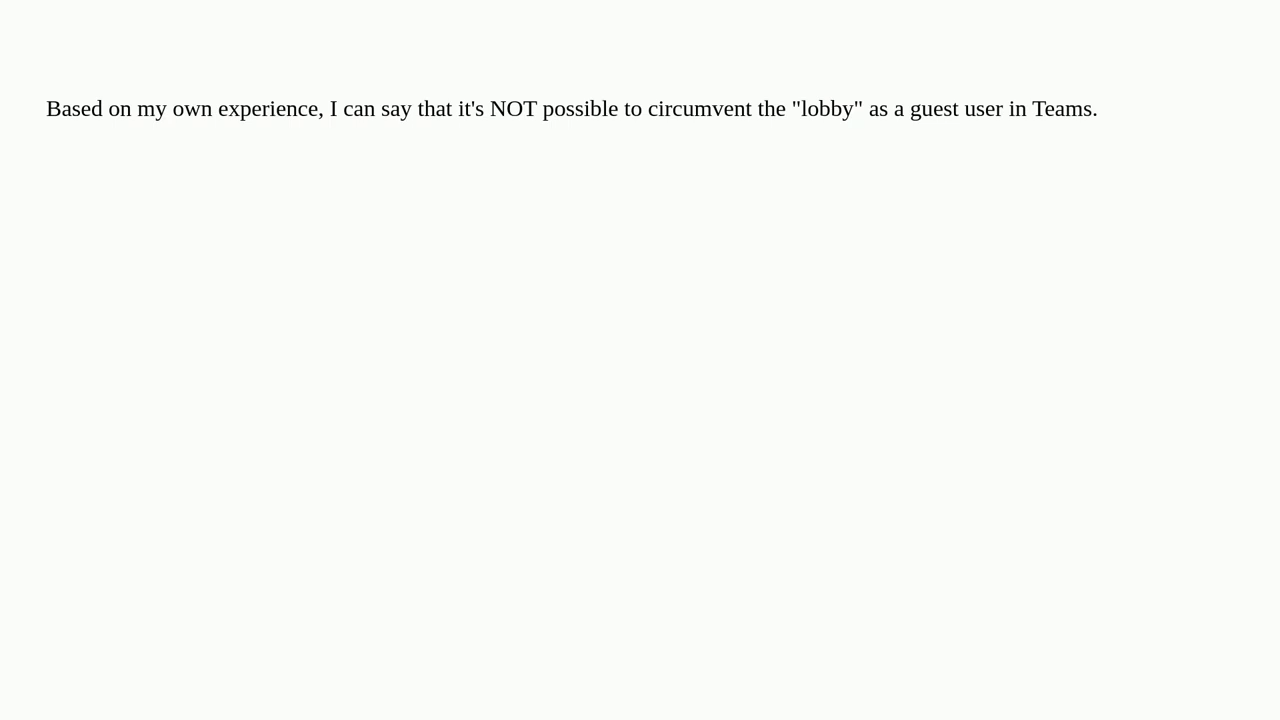 Based on my own experience, I can say that it's NOT possible to circumvent the "lobby" as a guest user in Teams.